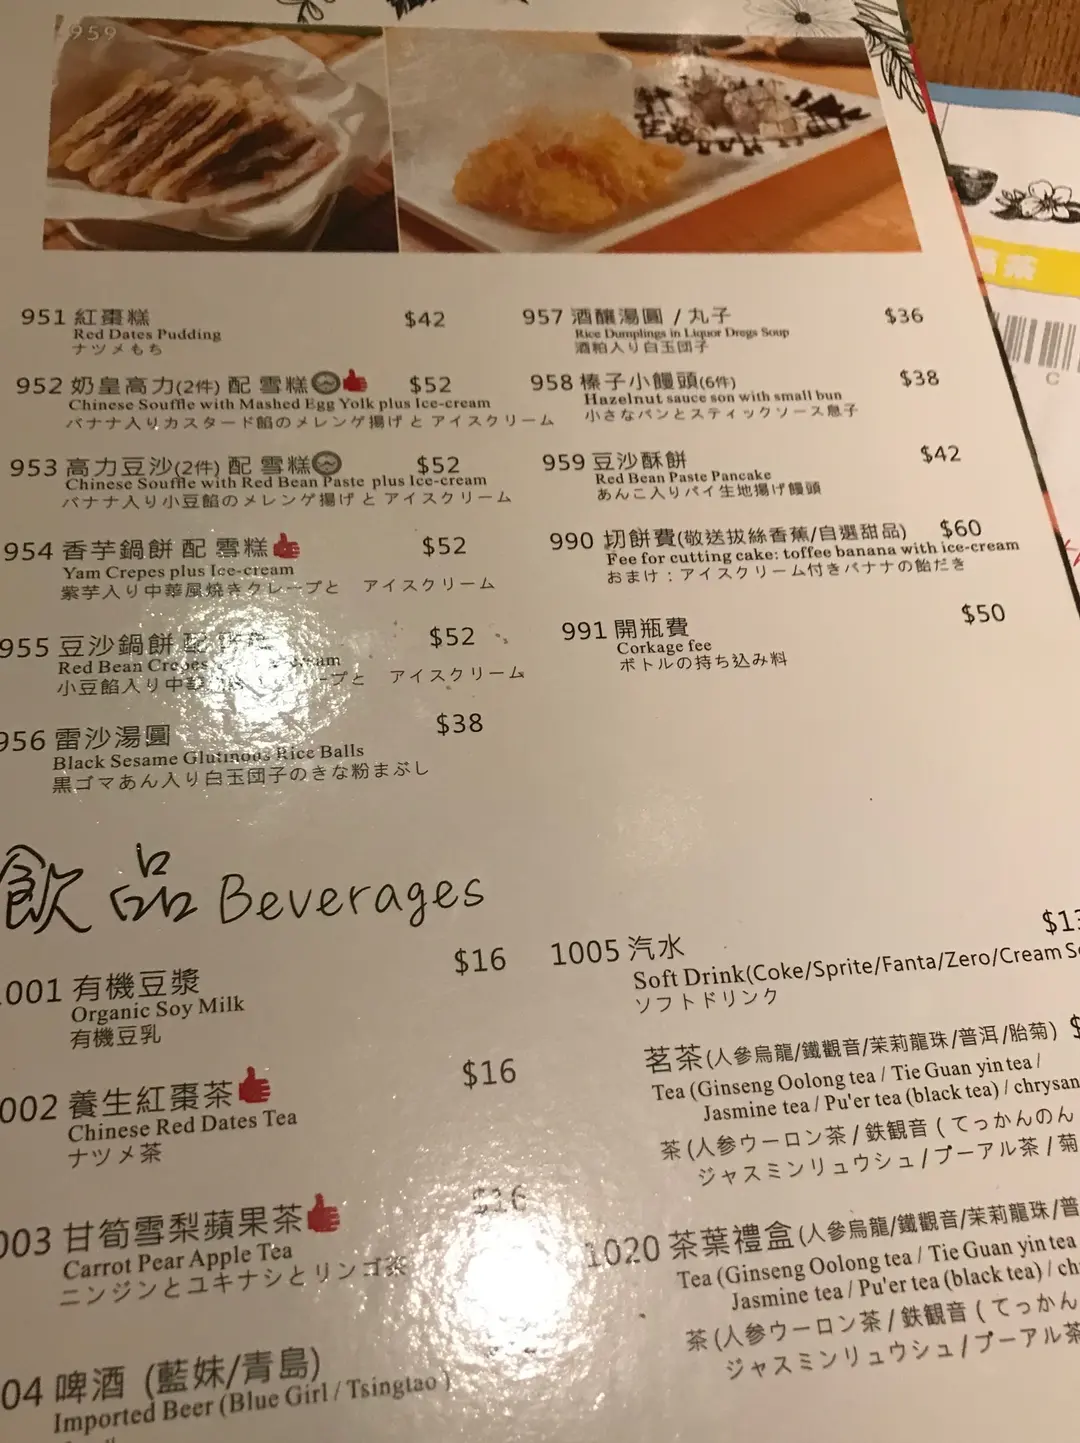 959
951 紅棗糕 $42
Red Dates Pudding
ナツメもち
952 奶皇高力(2件) 配 雪糕 $52
Chinese Souffle with Mashed Egg Yolk plus Ice-cream
バナナ入りカスタード餡のメレンゲ揚げ と アイスクリーム
953 高力豆沙(2件) 配 雪糕 $52
Chinese Souffle with Red Bean Paste plus Ice-cream
バナナ入り小豆餡のメレンゲ揚げ と アイスクリーム
954 香芋鍋餅 配 雪糕 $52
Yam Crepes plus Ice-cream
紫芋入り中華風焼きクレープと アイスクリーム
955 豆沙鍋餅 配 $52
Red Bean Crepes
小豆餡入り中華 ープと アイスクリーム
956 雷沙湯圓 $38
Black Sesame Glutinous Rice Balls
黒ゴマあん入り白玉団子のきな粉まぶし
957 酒釀湯圓 / 丸子 $36
Rice Dumplings in Liquor Dregs Soup
酒粕入り白玉団子
958 榛子小饅頭(6件) $38
Hazelnut sauce son with small bun
小さなパンとスティックソース息子
959 豆沙酥餅 $42
Red Bean Paste Pancake
あんこ入りパイ生地揚げ饅頭
990 切餅費(敬送拔絲香蕉/自選甜品) $60
Fee for cutting cake: toffee banana with ice-cream
おまけ：アイスクリーム付きバナナの飴だき
991 開瓶費 $50
Corkage fee
ボトルの持ち込み料
飲品 Beverages
1001 有機豆漿 $16
Organic Soy Milk
有機豆乳
002 養生紅棗茶 $16
Chinese Red Dates Tea
ナツメ茶
003 甘筍雪梨蘋果茶 $16
Carrot Pear Apple Tea
ニンジンとユキナシとリンゴ茶
04 啤酒 (藍妹/青島)
Imported Beer (Blue Girl / Tsingtao )
1005 汽水 $13
Soft Drink(Coke/Sprite/Fanta/Zero/Cream
ソフトドリンク
茗茶(人參烏龍/鐵觀音/茉莉龍珠/普洱/胎菊) $
Tea (Ginseng Oolong tea / Tie Guan yin tea /
Jasmine tea / Pu'er tea (black tea) / chrysan
茶 (人参ウーロン茶 / 鉄観音 ( てっかんのん
ジャスミンリュウシュ / プーアル茶 / 菊
1020 茶葉禮盒(人參烏龍/鐵觀音/茉莉龍珠/普
Tea (Ginseng Oolong tea / Tie Guan yin tea
Jasmine tea / Pu'er tea (black tea) / ch
茶 (人参ウーロン茶 / 鉄観音 ( てっかん
ジャスミンリュウシュ / プーアル茶
茶
C